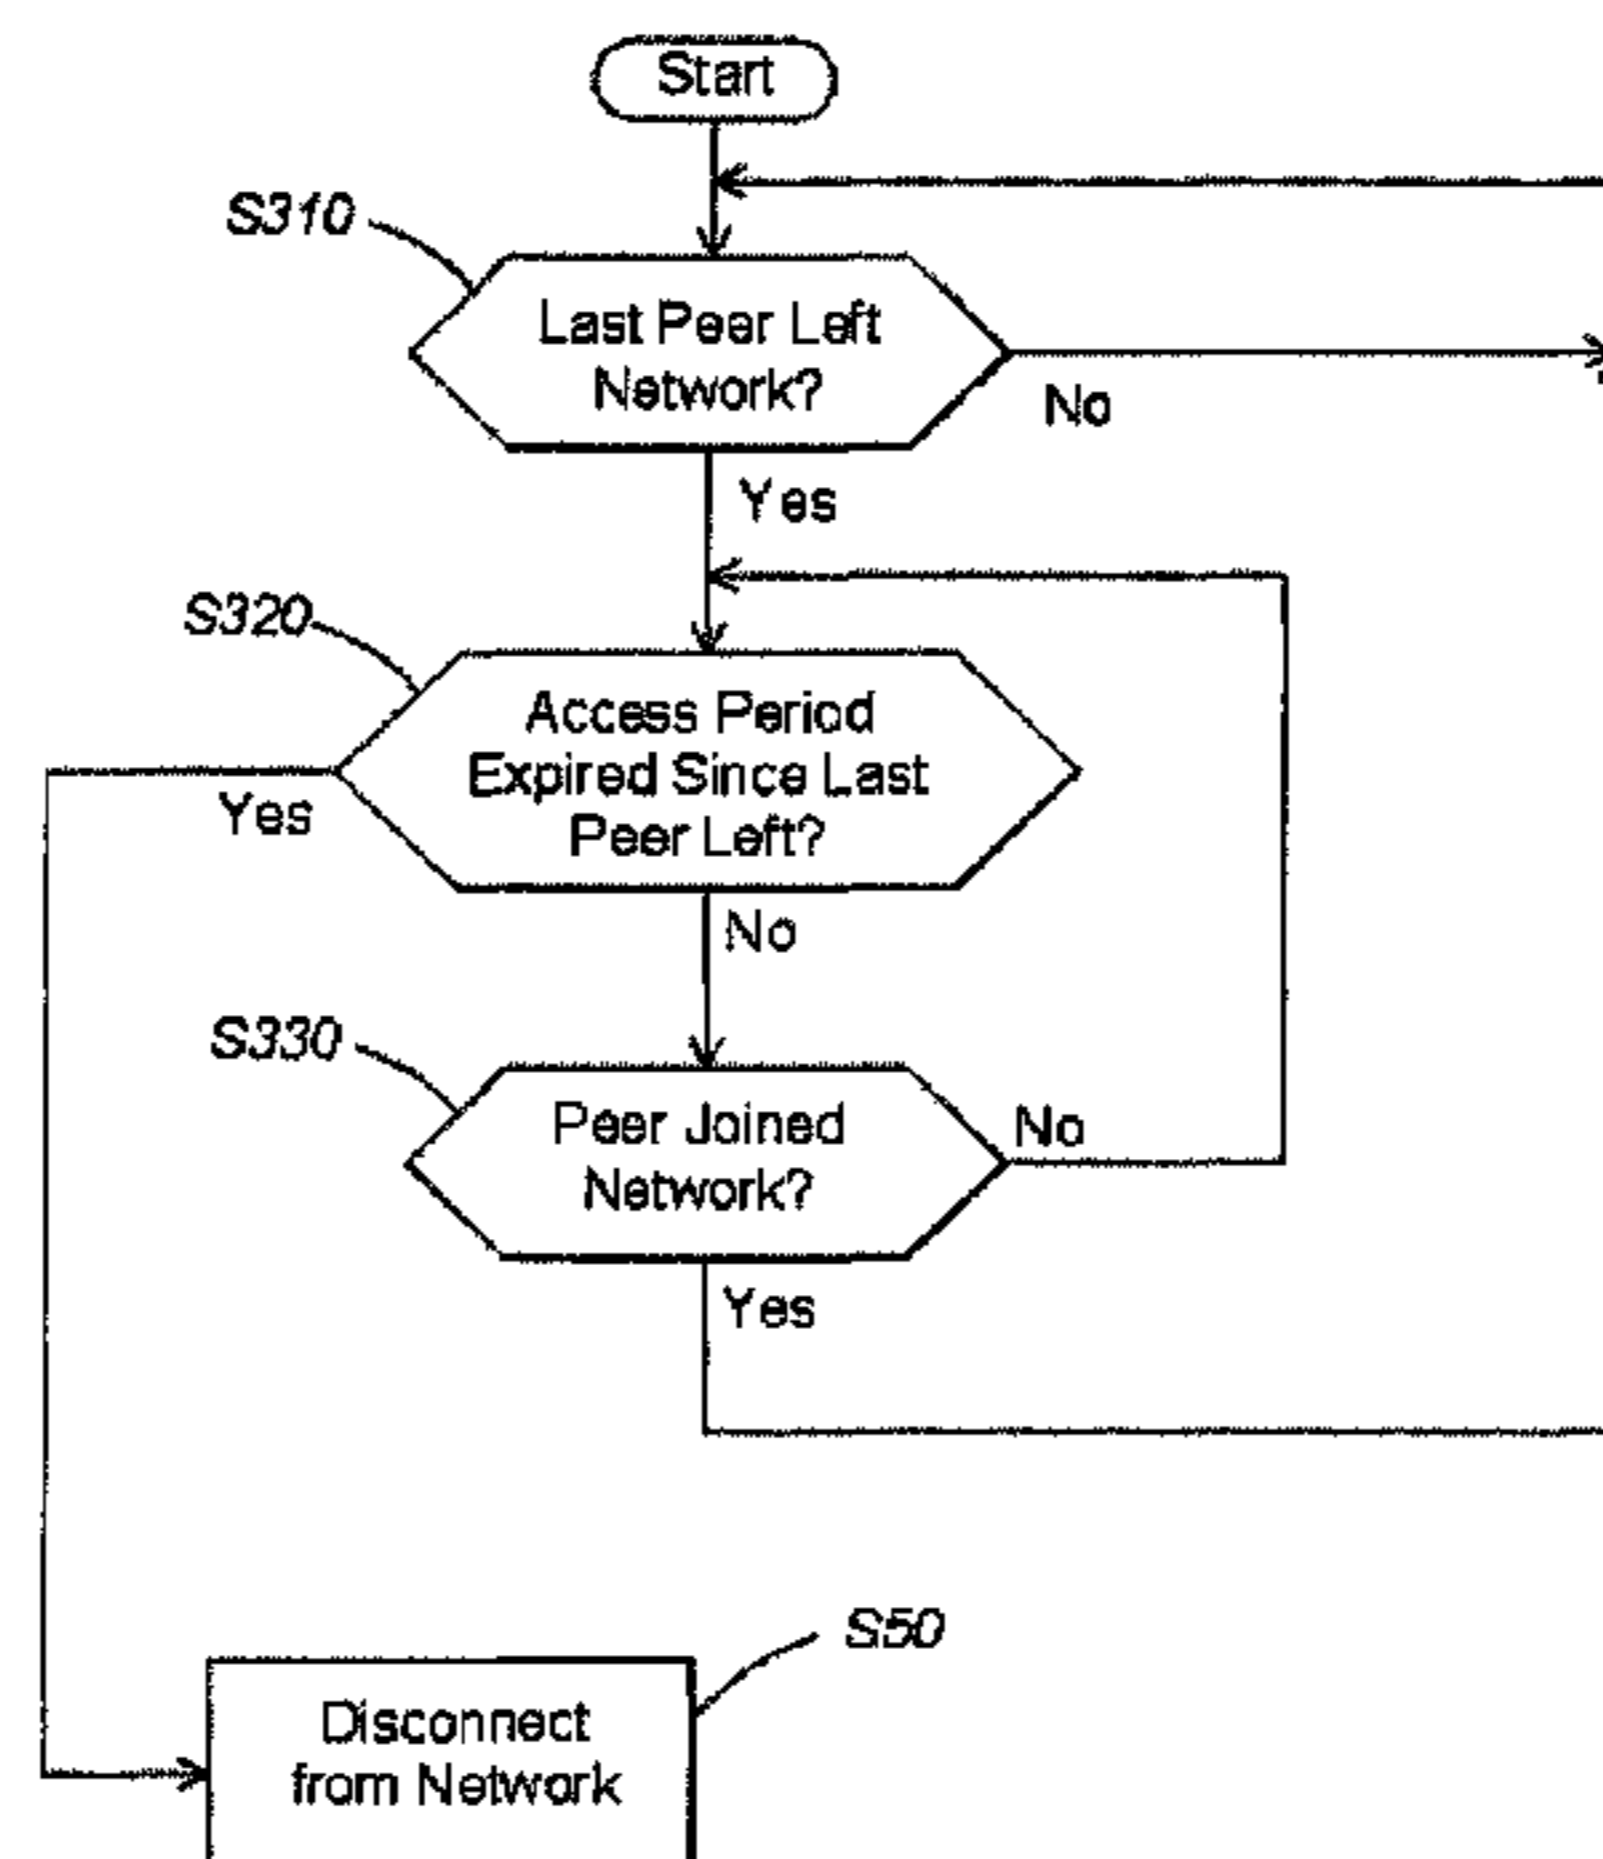 Start
S310
Last Peer Left
Network?
No
Yes
S320
Access Period
Expired Since Last
Peer Left?
Yes
No
S330
Peer Joined
Network?
No
Yes
S50
Disconnect
from Network